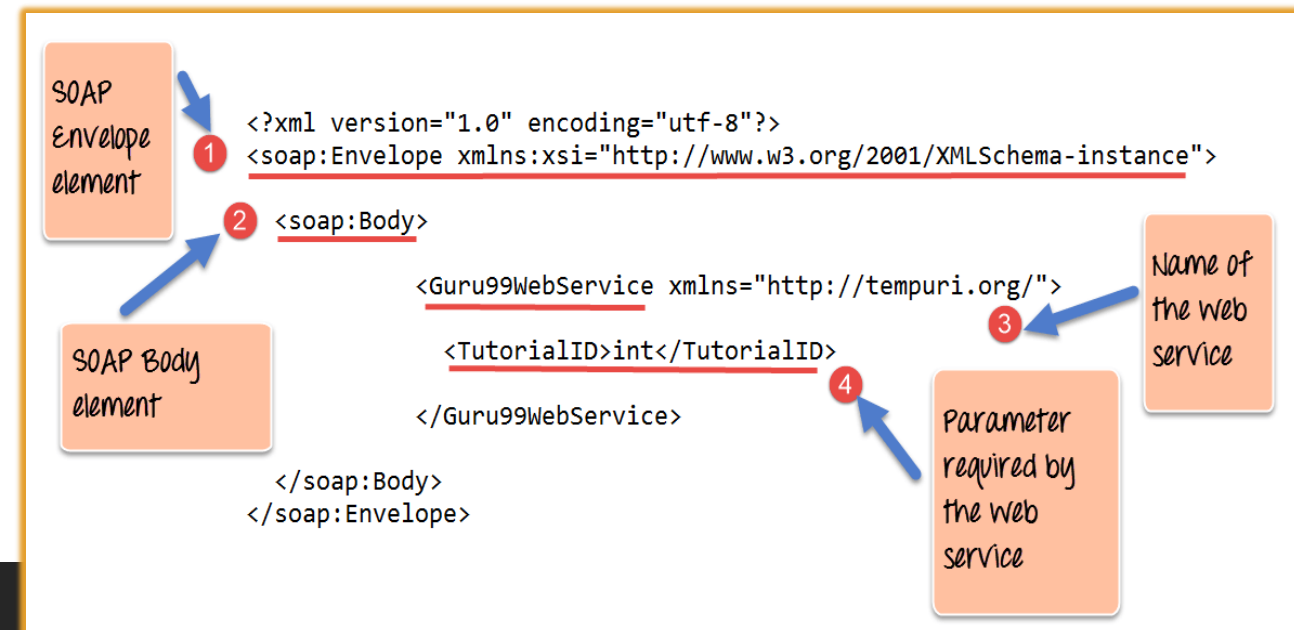 SOAP
Envelope
element
1
<?xml version="1.0" encoding="utf-8"?>
<soap:Envelope xmlns:xsi="http://www.w3.org/2001/XMLSchema-instance">
2
<soap:Body>
<Guru99WebService xmlns="http://tempuri.org/">
3
Name of
the web
service
<TutorialID>int</TutorialID>
4
SOAP Body
element
</Guru99WebService>
Parameter
required by
the web
service
</soap:Body>
</soap:Envelope>